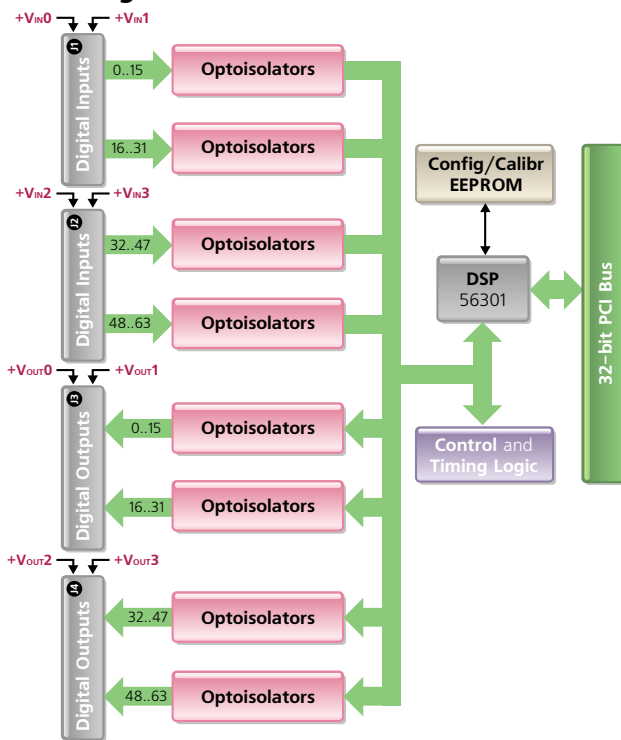 +VIN0 +VIN1
J1
Digital Inputs
0..15
Optoisolators
16..31
Optoisolators
+VIN2 +VIN3
J2
Digital Inputs
32..47
Optoisolators
48..63
Optoisolators
+VOUT0 +VOUT1
J3
Digital Outputs
0..15
Optoisolators
16..31
Optoisolators
+VOUT2 +VOUT3
J4
Digital Outputs
32..47
Optoisolators
48..63
Optoisolators
Config/Calibr
EEPROM
DSP
56301
Control and
Timing Logic
32-bit PCI Bus